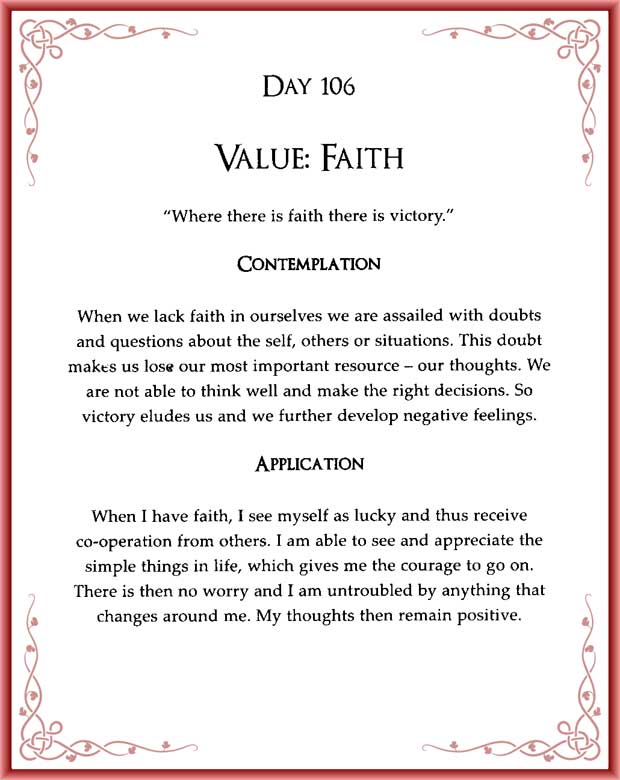 DAY 106
VALUE: FAITH
“Where there is faith there is victory.”
CONTEMPLATION
When we lack faith in ourselves we are assailed with doubts
and questions about the self, others or situations. This doubt
makes us lose our most important resource – our thoughts. We
are not able to think well and make the right decisions. So
victory eludes us and we further develop negative feelings.
APPLICATION
When I have faith, I see myself as lucky and thus receive
co-operation from others. I am able to see and appreciate the
simple things in life, which gives me the courage to go on.
There is then no worry and I am untroubled by anything that
changes around me. My thoughts then remain positive.